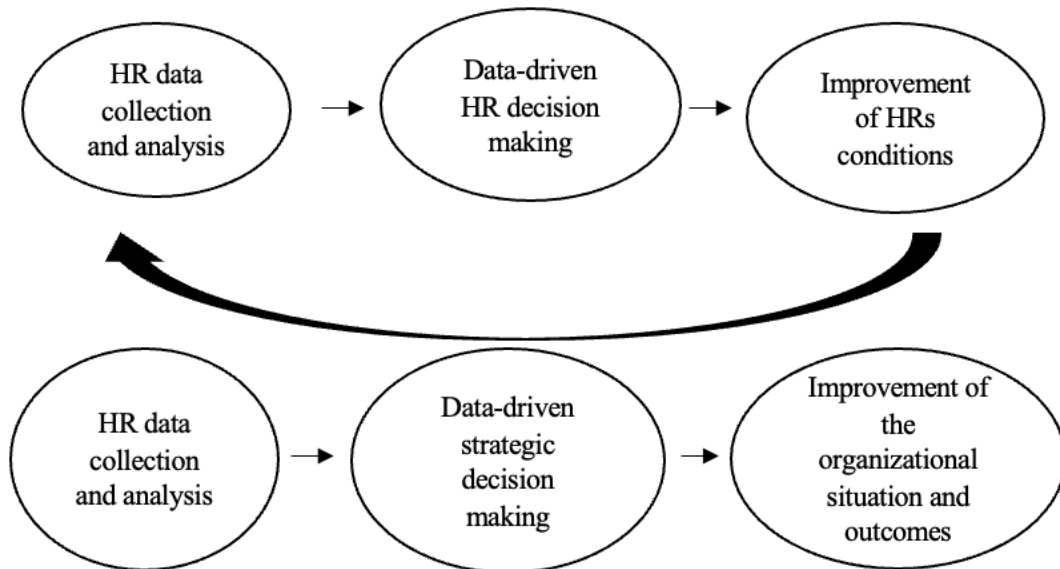 HR data
collection
and analysis
Data-driven
HR decision
making
Improvement
of HRs
conditions
HR data
collection
and analysis
Data-driven
strategic
decision
making
Improvement of
the
organizational
situation and
outcomes